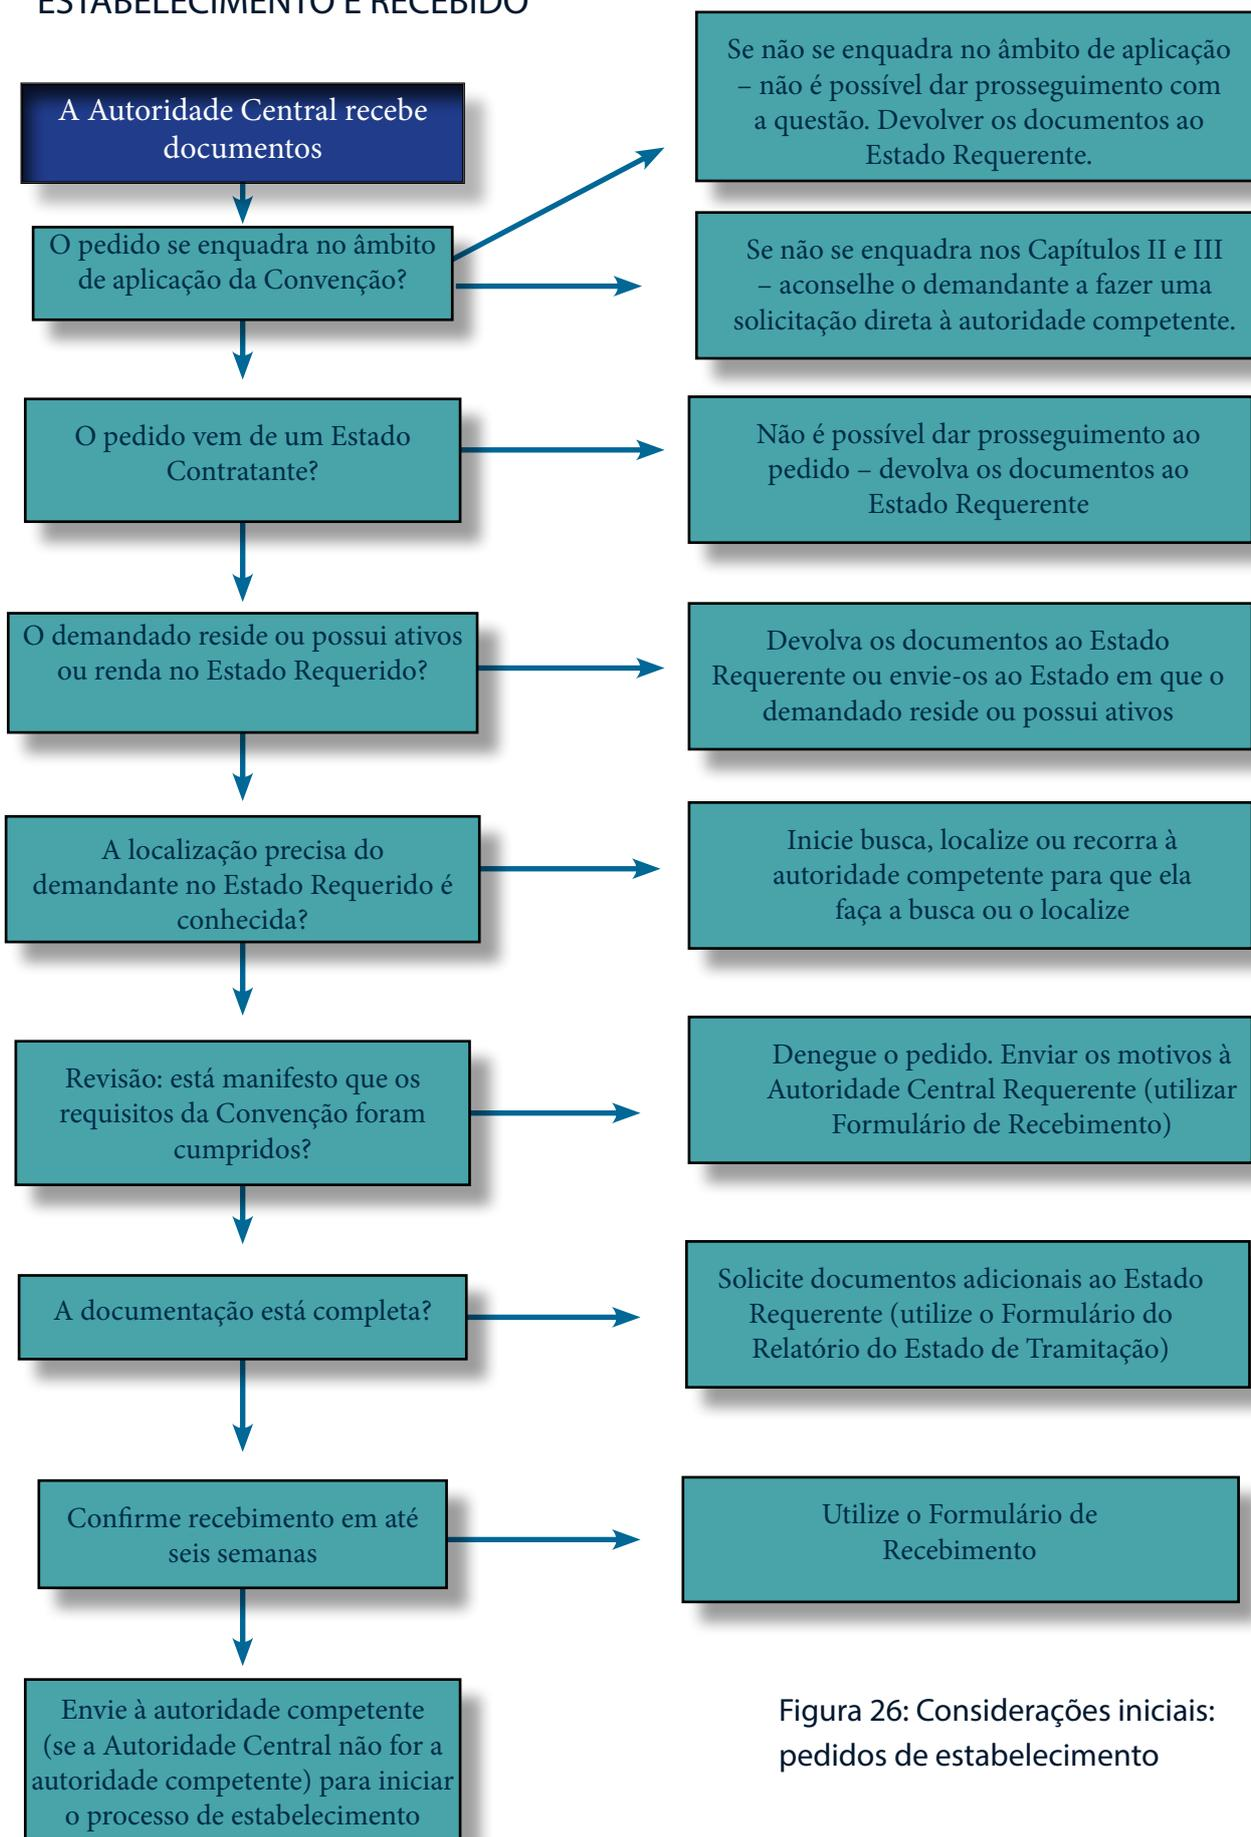 ESTABELECIMENTO É RECEBIDO
A Autoridade Central recebe
documentos
Se não se enquadra no âmbito de aplicação
– não é possível dar prosseguimento com
a questão. Devolver os documentos ao
Estado Requerente.
O pedido se enquadra no âmbito
de aplicação da Convenção?
Se não se enquadra nos Capítulos II e III
– aconselhe o demandante a fazer uma
solicitação direta à autoridade competente.
O pedido vem de um Estado
Contratante?
Não é possível dar prosseguimento ao
pedido – devolva os documentos ao
Estado Requerente
O demandado reside ou possui ativos
ou renda no Estado Requerido?
Devolva os documentos ao Estado
Requerente ou envie-os ao Estado em que o
demandado reside ou possui ativos
A localização precisa do
demandante no Estado Requerido é
conhecida?
Inicie busca, localize ou recorra à
autoridade competente para que ela
faça a busca ou o localize
Revisão: está manifesto que os
requisitos da Convenção foram
cumpridos?
Denegue o pedido. Enviar os motivos à
Autoridade Central Requerente (utilizar
Formulário de Recebimento)
A documentação está completa?
Solicite documentos adicionais ao Estado
Requerente (utilize o Formulário do
Relatório do Estado de Tramitação)
Confirme recebimento em até
seis semanas
Utilize o Formulário de
Recebimento
Envie à autoridade competente
(se a Autoridade Central não for a
autoridade competente) para iniciar
o processo de estabelecimento
Figura 26: Considerações iniciais:
pedidos de estabelecimento